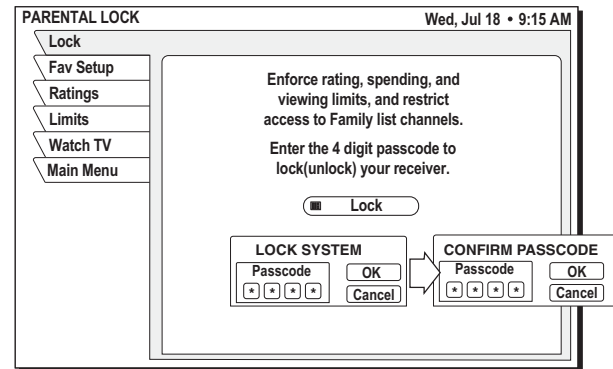 PARENTAL LOCK
Wed, Jul 18 • 9:15 AM
Lock
Fav Setup
Ratings
Limits
Watch TV
Main Menu
Enforce rating, spending, and
viewing limits, and restrict
access to Family list channels.
Enter the 4 digit passcode to
lock(unlock) your receiver.
Lock
LOCK SYSTEM
Passcode
* * * *
OK
Cancel
CONFIRM PASSCODE
Passcode
* * * *
OK
Cancel